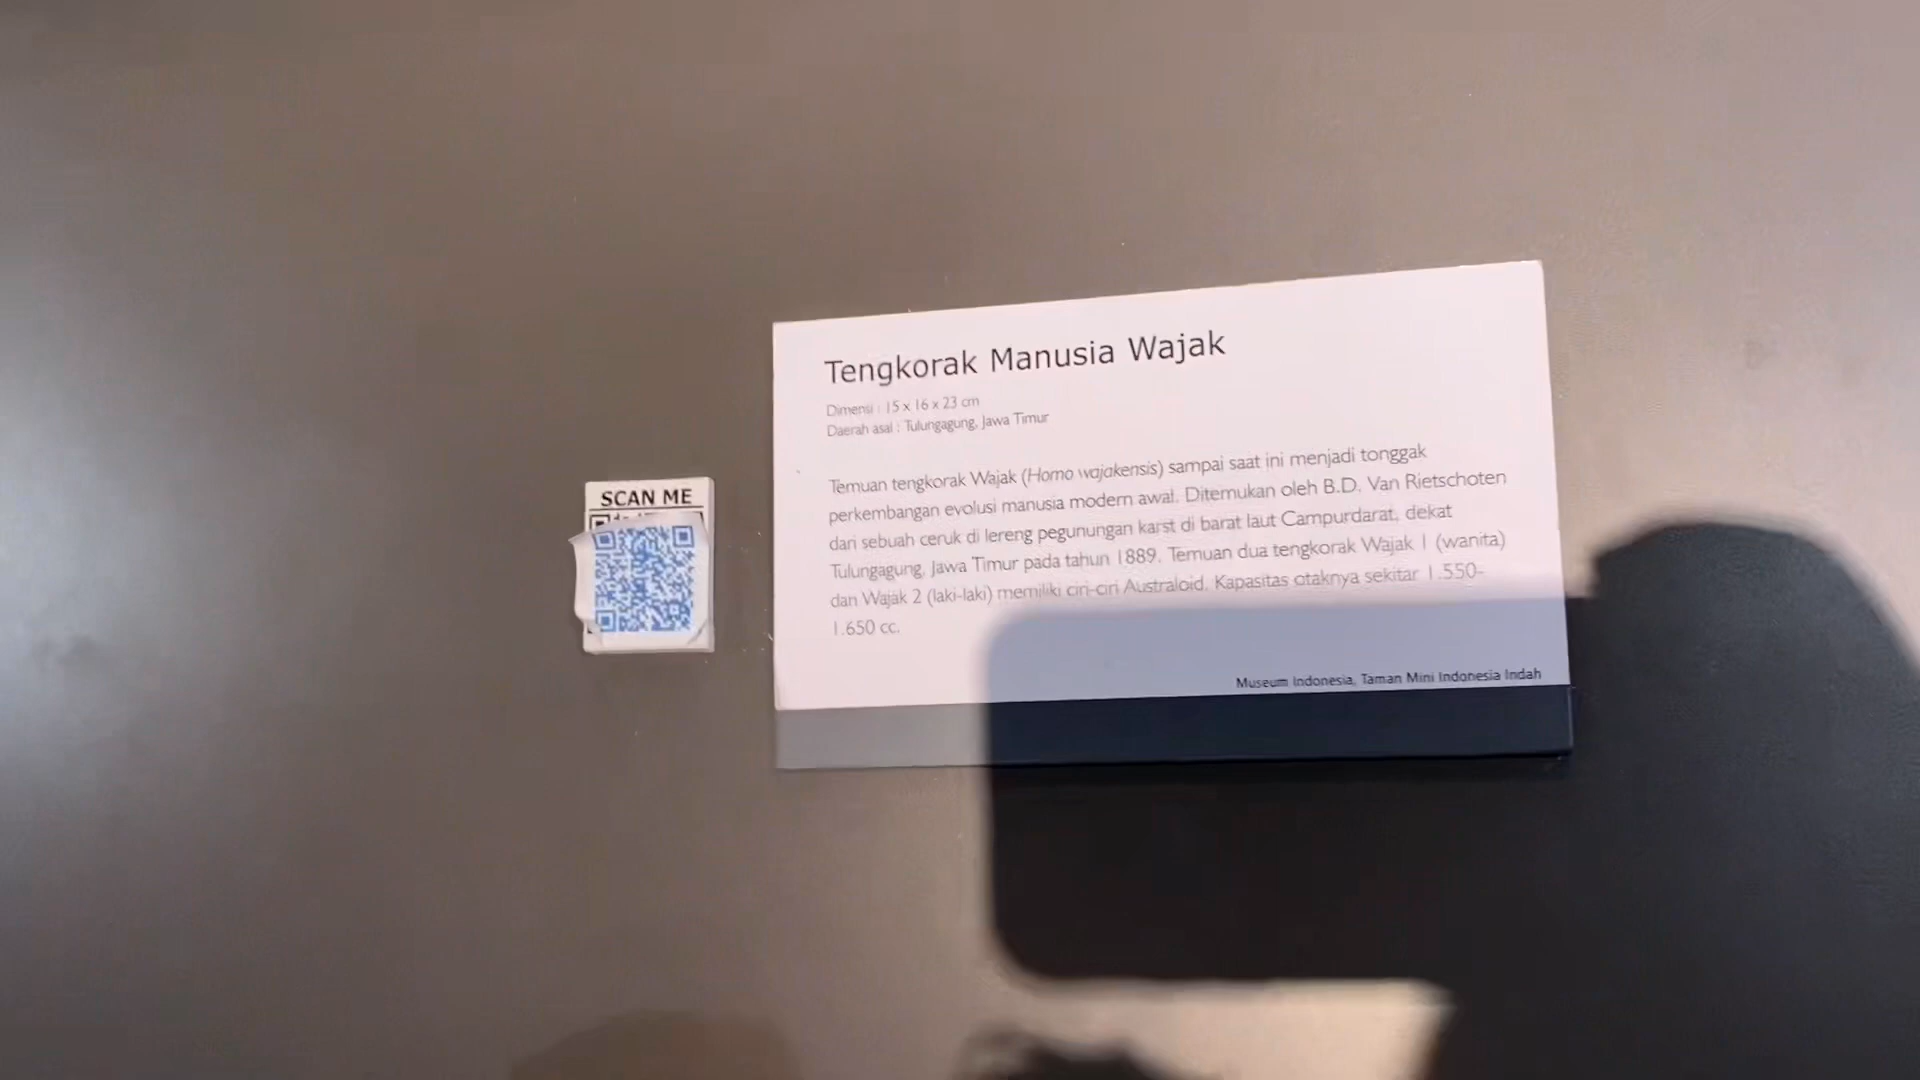 SCAN ME
Tengkorak Manusia Wajak
Dimensi : 15 x 16 x 23 cm
Daerah asal : Tulungagung, Jawa Timur
Temuan tengkorak Wajak (Homo wajakensis) sampai saat ini menjadi tonggak
perkembangan evolusi manusia modern awal. Ditemukan oleh B.D. Van Rietschoten
dari sebuah ceruk di lereng pegunungan karst di barat laut Campurdarat, dekat
Tulungagung, Jawa Timur pada tahun 1889. Temuan dua tengkorak Wajak 1 (wanita)
dan Wajak 2 (laki-laki) memiliki ciri-ciri Australoid. Kapasitas otaknya sekitar 1.550-
1.650 cc.
Museum Indonesia, Taman Mini Indonesia Indah